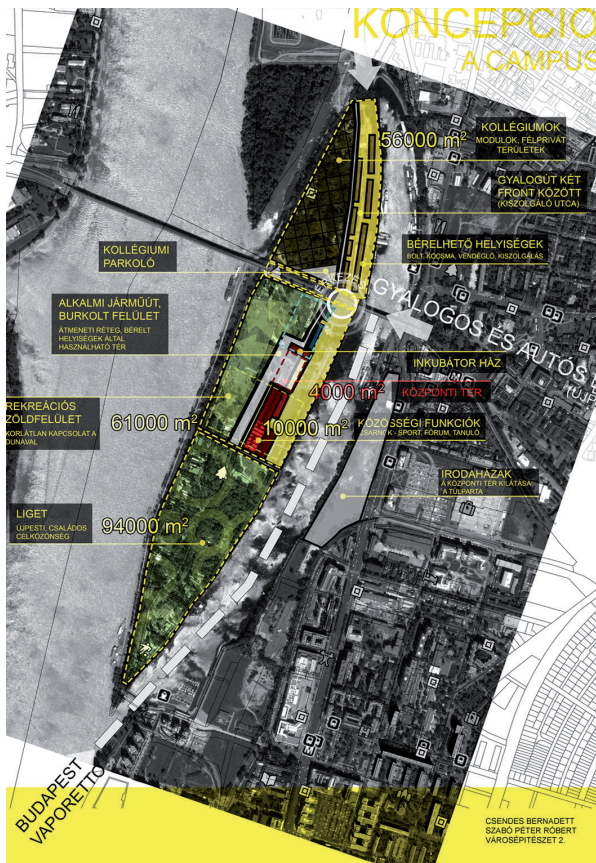 KONCEPCIÓ
A CAMPUS
56000 m²
KOLLÉGIUMOK
MODULOK, FÉLPRIVÁT
TERÜLETEK
GYALOGÚT KÉT
FRONT KÖZÖTT
(KISZOLGÁLÓ UTCA)
KOLLÉGIUMI
PARKOLÓ
BÉRELHETŐ HELYISÉGEK
BOLT, KOCSMA, VENDÉGLŐ, KISZOLGÁLÁS
GYALOGOS ÉS AUTÓS
ALKALMI JÁRMŰÚT,
BURKOLT FELÜLET
ÁTMENETI RÉTEG, BÉRELT
HELYISÉGEK ÁLTAL
HASZNÁLHATÓ TÉR
INKUBÁTOR HÁZ
4000 m²
KÖZPONTI TÉR
REKREÁCIÓS
ZÖLDFELÜLET
KORLÁTLAN KAPCSOLAT A
DUNÁVAL
61000 m²
10000 m²
KÖZÖSSÉGI FUNKCIÓK
CSARNOK - SPORT, FÓRUM, TANULÓ
IRODAHÁZAK
A KÖZPONTI TÉR KILÁTÁSA
A TÚLPARTA
LIGET
ÚJPESTI, CSALÁDOS
CÉLKÖZÖNSÉG
94000 m²
BUDAPEST
VAPORETTO
CSENDES BERNADETT
SZABÓ PÉTER RÓBERT
VÁROSÉPÍTÉSZET 2.